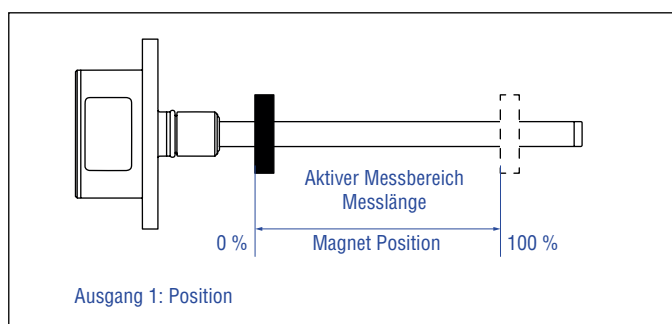 Aktiver Messbereich
Messlänge
0 %
Magnet Position
100 %
Ausgang 1: Position